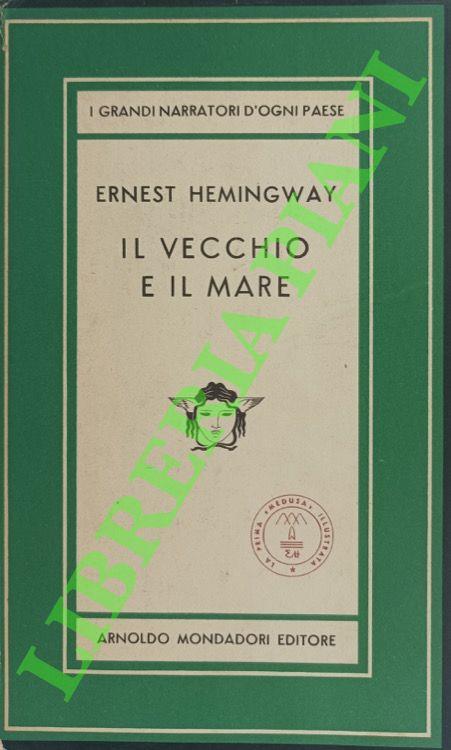 I GRANDI NARRATORI D'OGNI PAESE
ERNEST HEMINGWAY
IL VECCHIO
E IL MARE
LA PRIMA «MEDUSA» ILLUSTRATA
ARNOLDO MONDADORI EDITORE
LIBRERIA PIANI